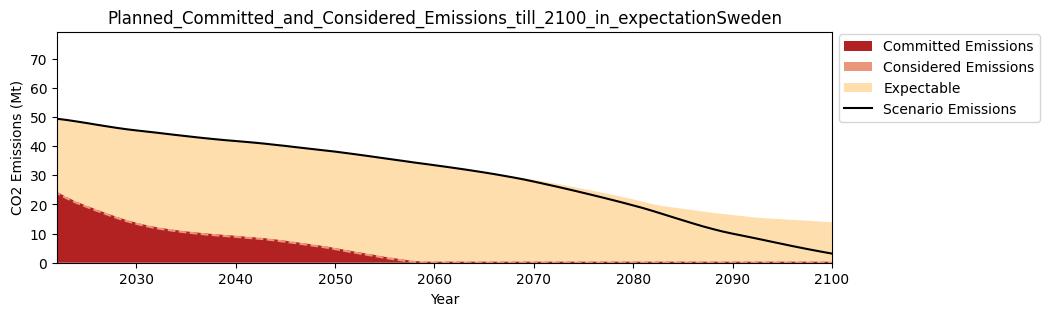 Planned_Committed_and_Considered_Emissions_till_2100_in_expectationSweden
CO2 Emissions (Mt)
70
60
50
40
30
20
10
0
2030
2040
2050
2060
2070
2080
2090
2100
Year
Committed Emissions
Considered Emissions
Expectable
Scenario Emissions